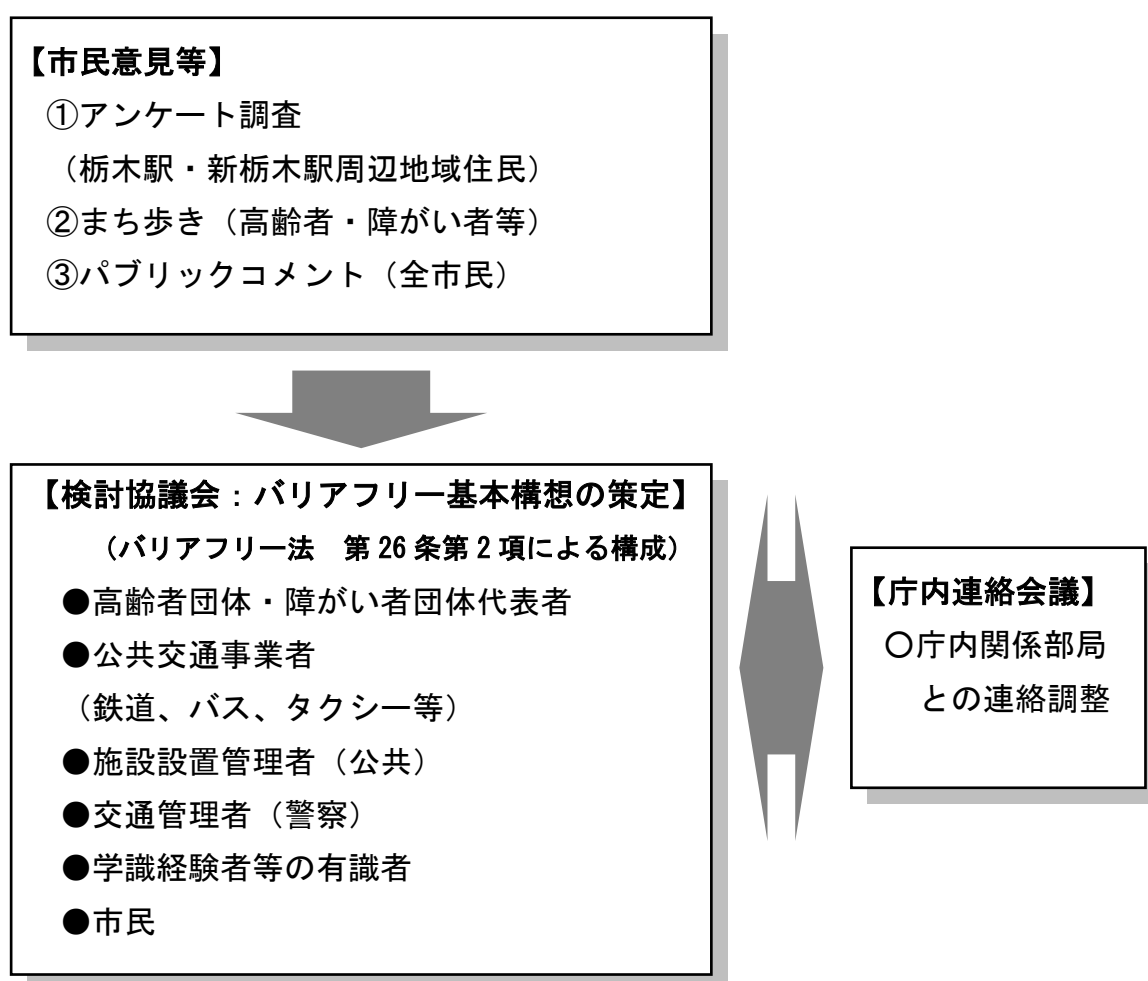 【市民意見等】
①アンケート調査
（栃木駅・新栃木駅周辺地域住民）
②まち歩き（高齢者・障がい者等）
③パブリックコメント（全市民）
【検討協議会：バリアフリー基本構想の策定】
（バリアフリー法　第26条第2項による構成）
●高齢者団体・障がい者団体代表者
●公共交通事業者
（鉄道、バス、タクシー等）
●施設設置管理者（公共）
●交通管理者（警察）
●学識経験者等の有識者
●市民
【庁内連絡会議】
〇庁内関係部局
との連絡調整